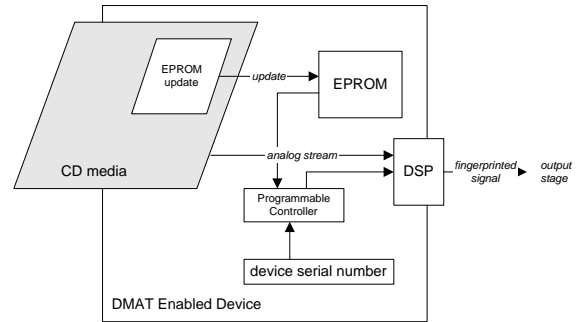 EPROM
update
update
EPROM
CD media
analog stream
DSP
fingerprinted
signal
output
stage
Programmable
Controller
device serial number
DMAT Enabled Device